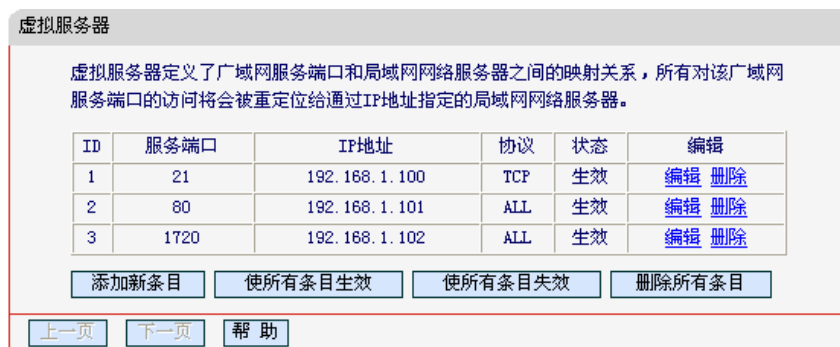 虚拟服务器
虚拟服务器定义了广域网服务端口和局域网网络服务器之间的映射关系，所有对该广域网
服务端口的访问将会被重定位给通过IP地址指定的局域网网络服务器。
ID 服务端口 IP地址 协议 状态 编辑
1 21 192.168.1.100 TCP 生效 编辑 删除
2 80 192.168.1.101 ALL 生效 编辑 删除
3 1720 192.168.1.102 ALL 生效 编辑 删除
添加新条目 使所有条目生效 使所有条目失效 删除所有条目
上一页 下一页 帮 助